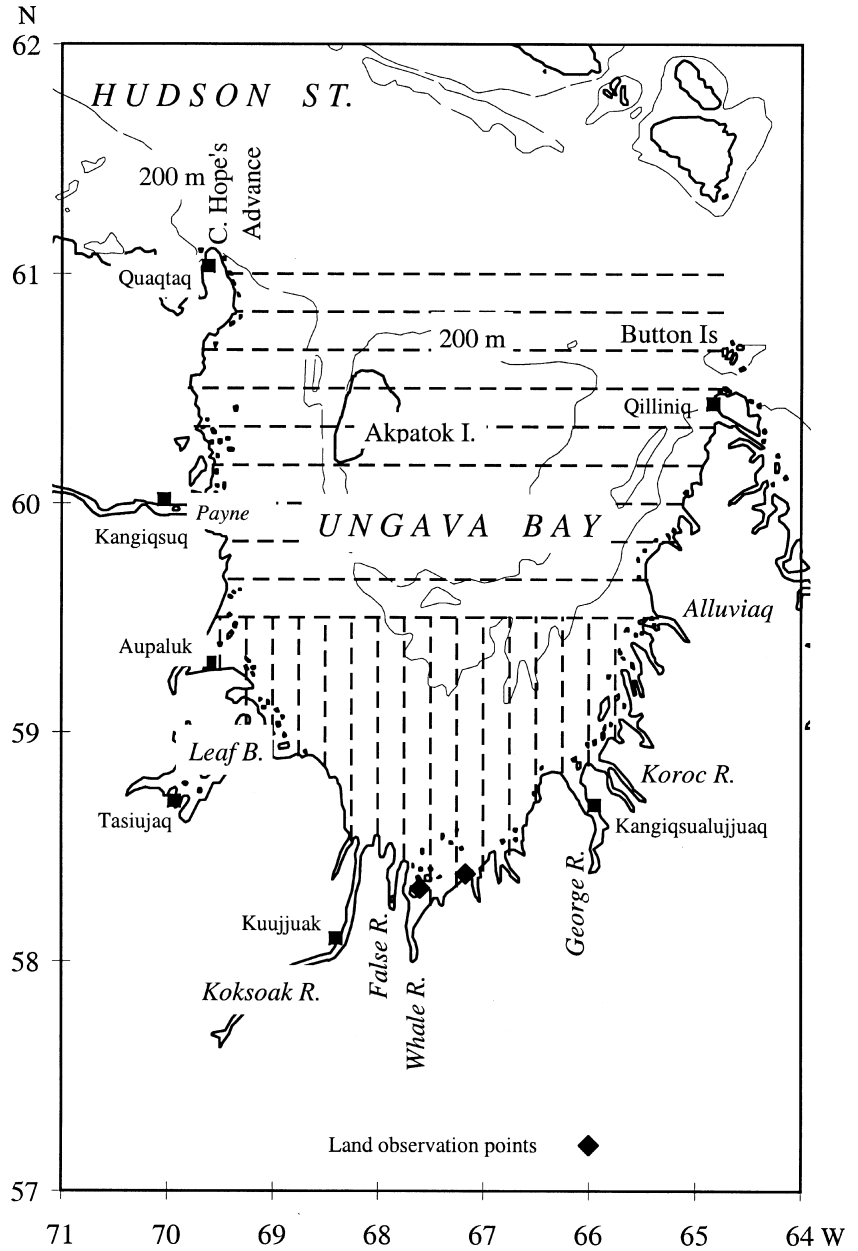 N
62
HUDSON ST.
200 m
C. Hope's
Advance
61
Quaqtaq
200 m
Button Is
Qilliniq
Akpatok I.
60
Payne
UNGAVA BAY
Kangiqsuq
Alluviaq
Aupaluk
59
Leaf B.
Koroc R.
Tasiujaq
Kangiqsualujjuaq
George R.
Kuujjuak
False R.
58
Koksoak R.
Whale R.
Land observation points
57
71 70 69 68 67 66 65 64 W